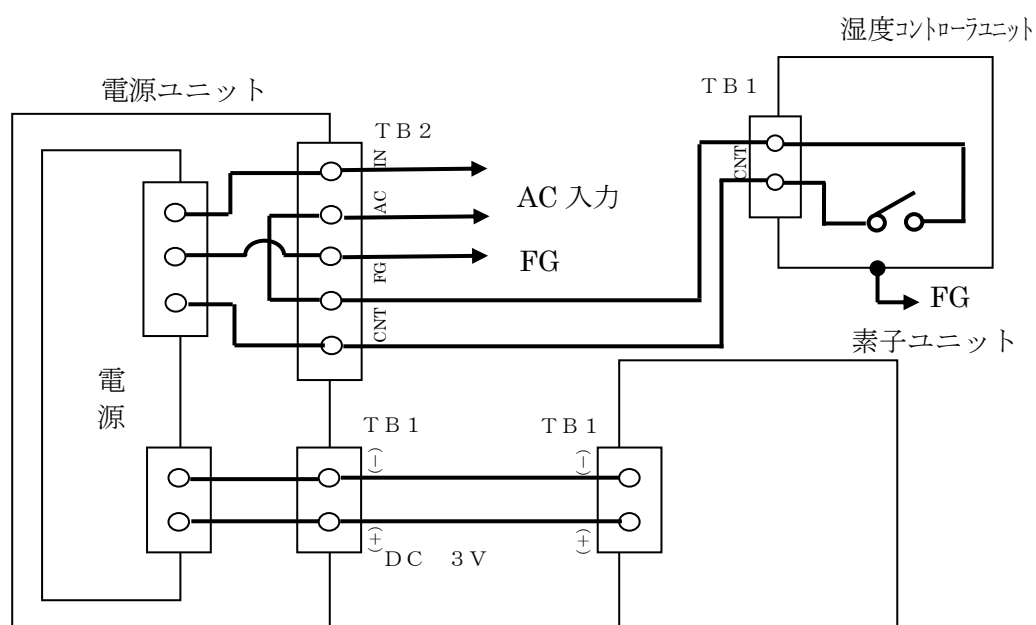 湿度ｺﾝﾄﾛｰﾗﾕﾆｯﾄ
電源ユニット
ＴＢ１
ＴＢ２
IN
AC
AC 入力
CNT
FG
FG
CNT
FG
素子ユニット
電
源
ＴＢ１
ＴＢ１
(－)
(－)
(＋)
(＋)
ＤＣ　３Ｖ